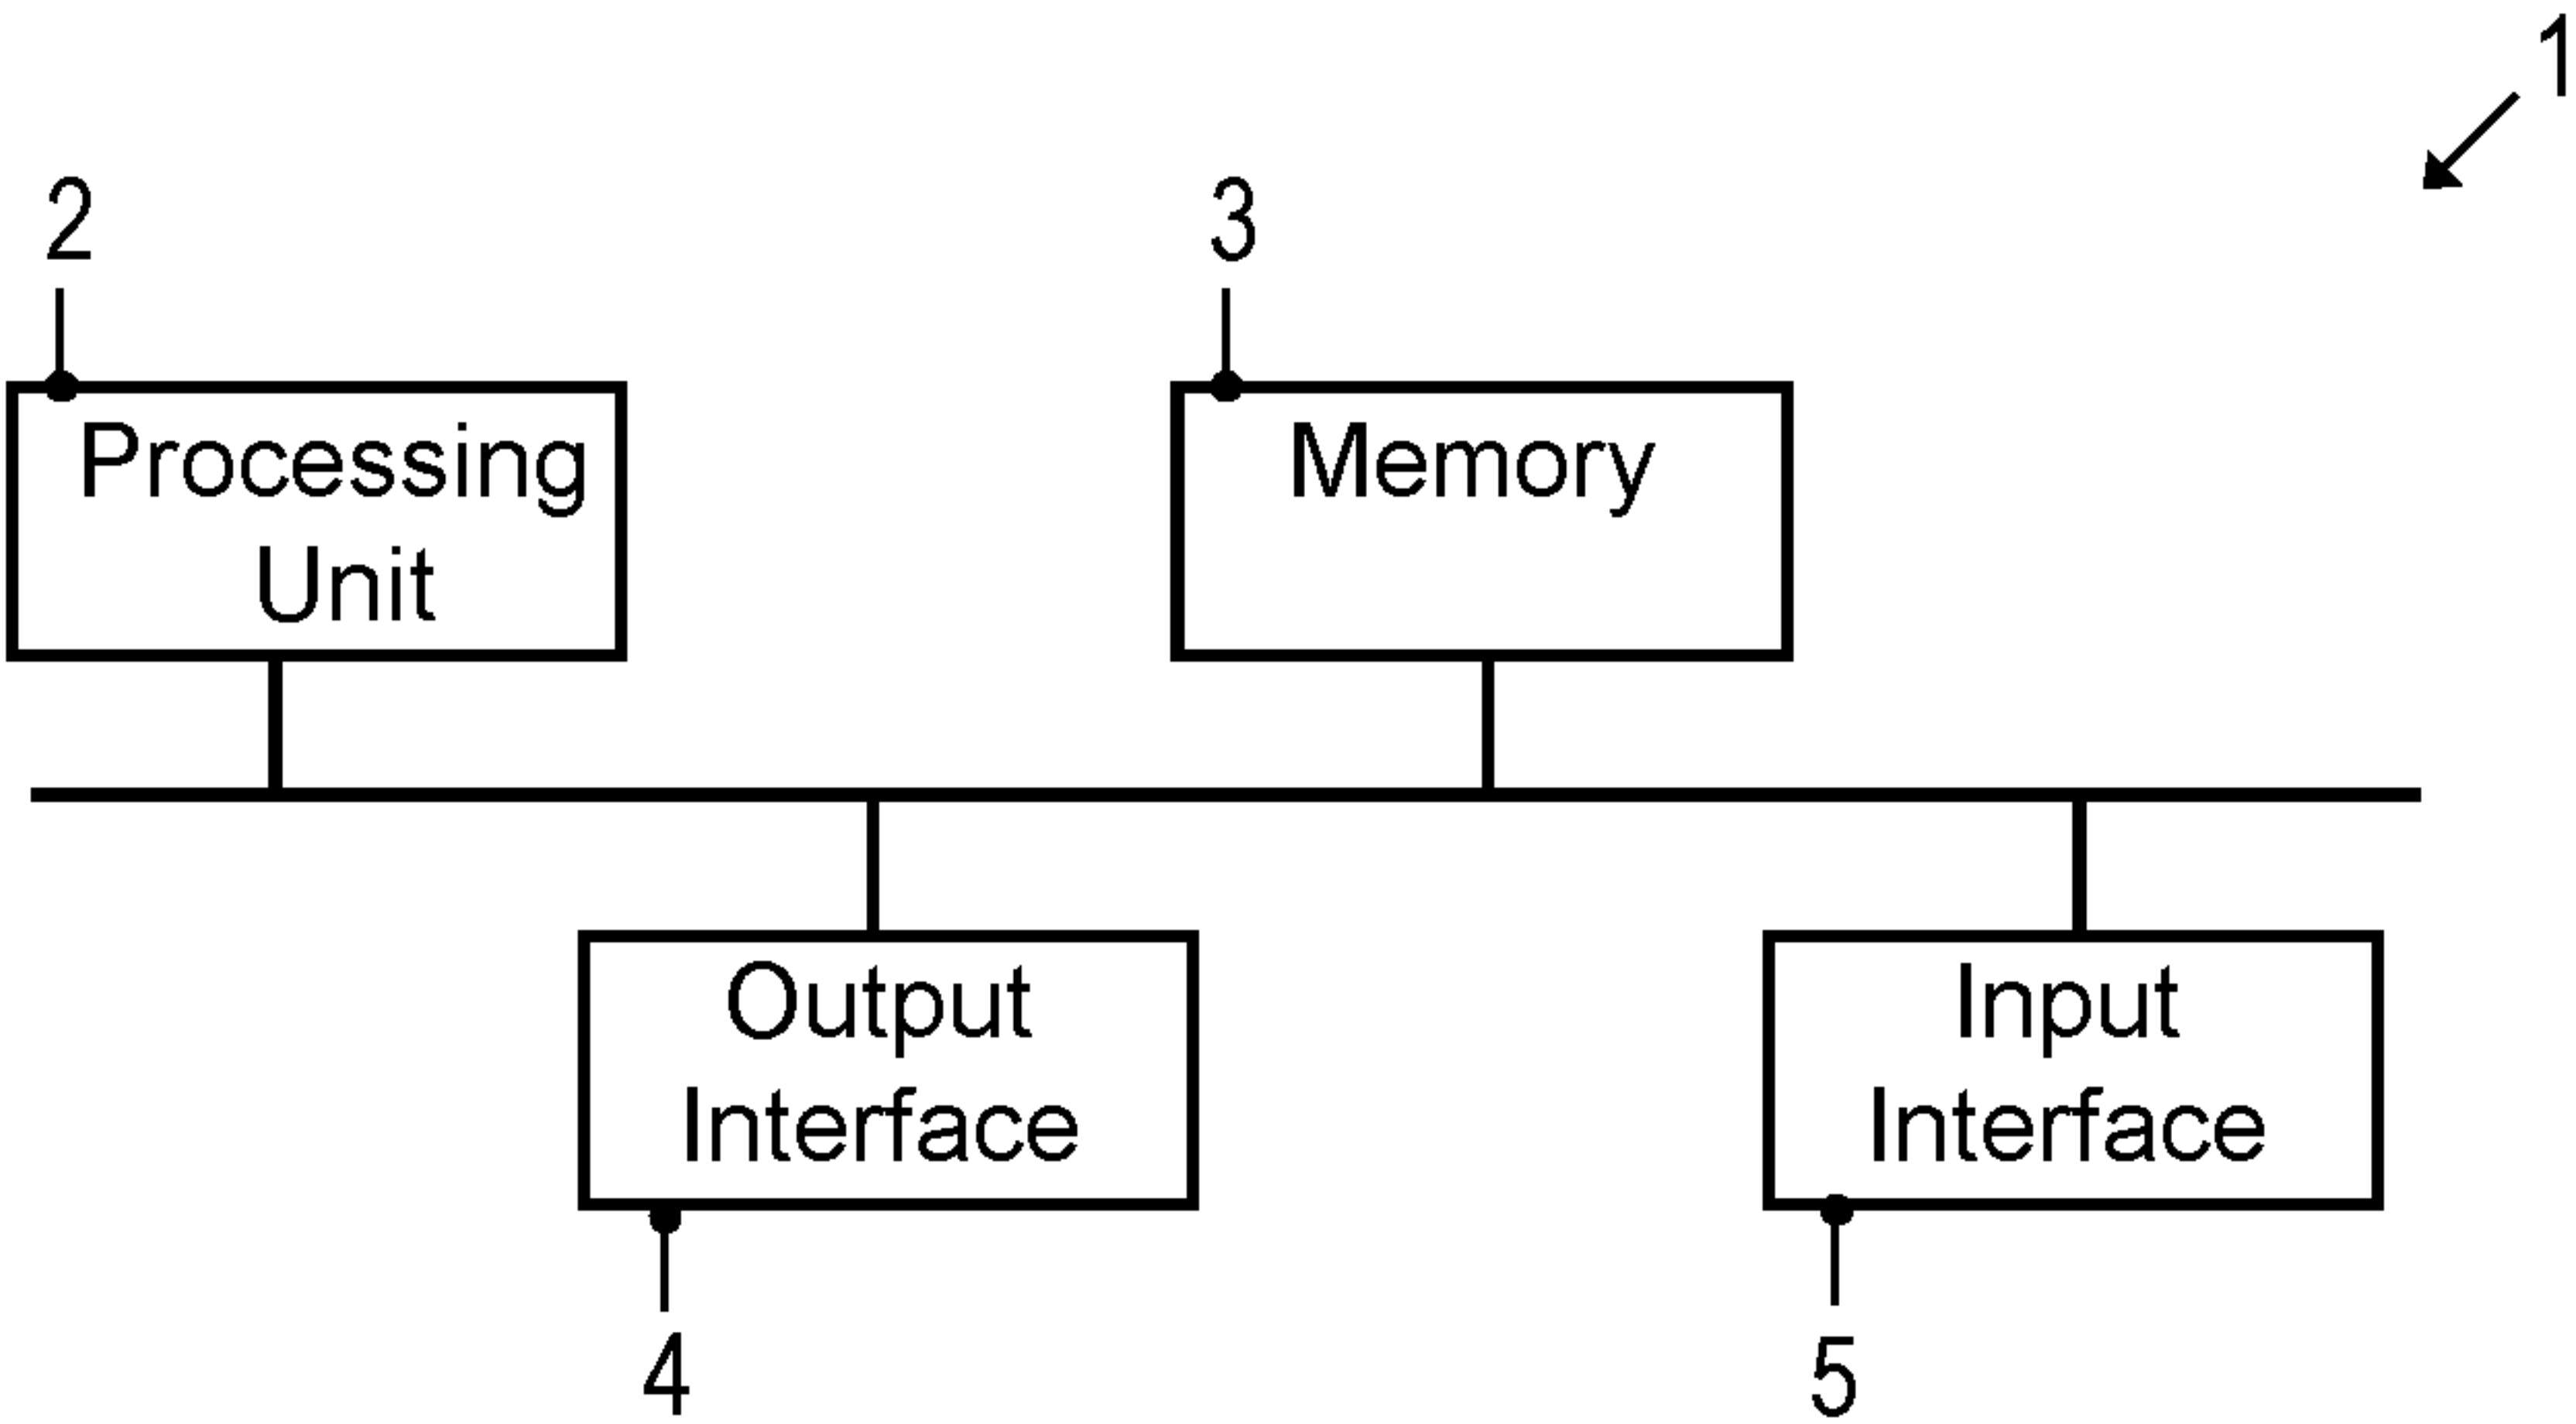 1
2
3
Processing
Unit
Memory
Output
Interface
Input
Interface
4
5